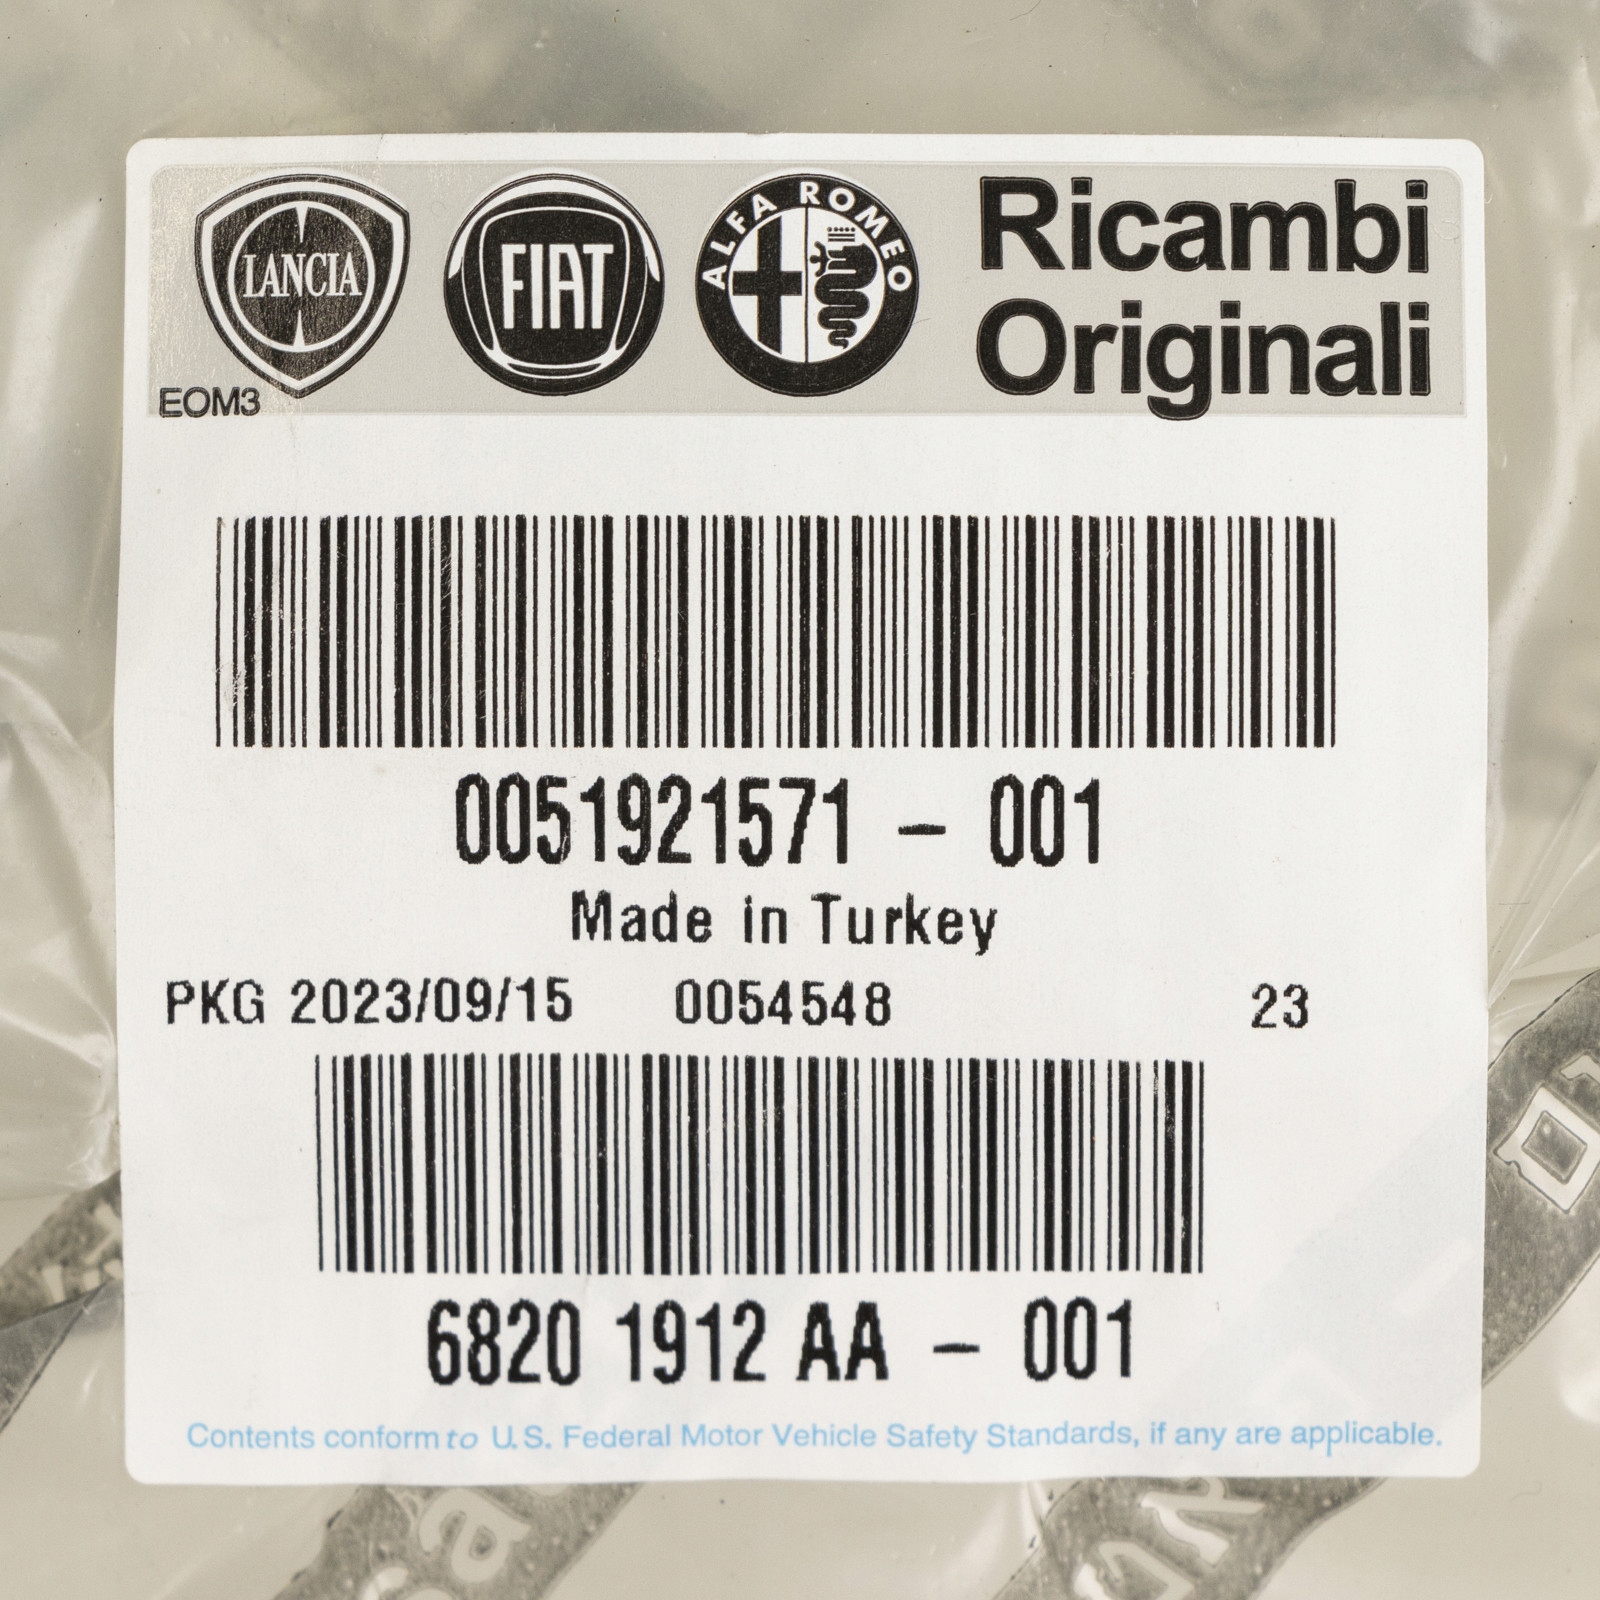 LANCIA
FIAT
ALFA ROMEO
Ricambi
Originali
EOM3
0051921571 – 001
Made in Turkey
PKG 2023/09/15 0054548 23
6820 1912 AA – 001
Contents conform to U.S. Federal Motor Vehicle Safety Standards, if any are applicable.